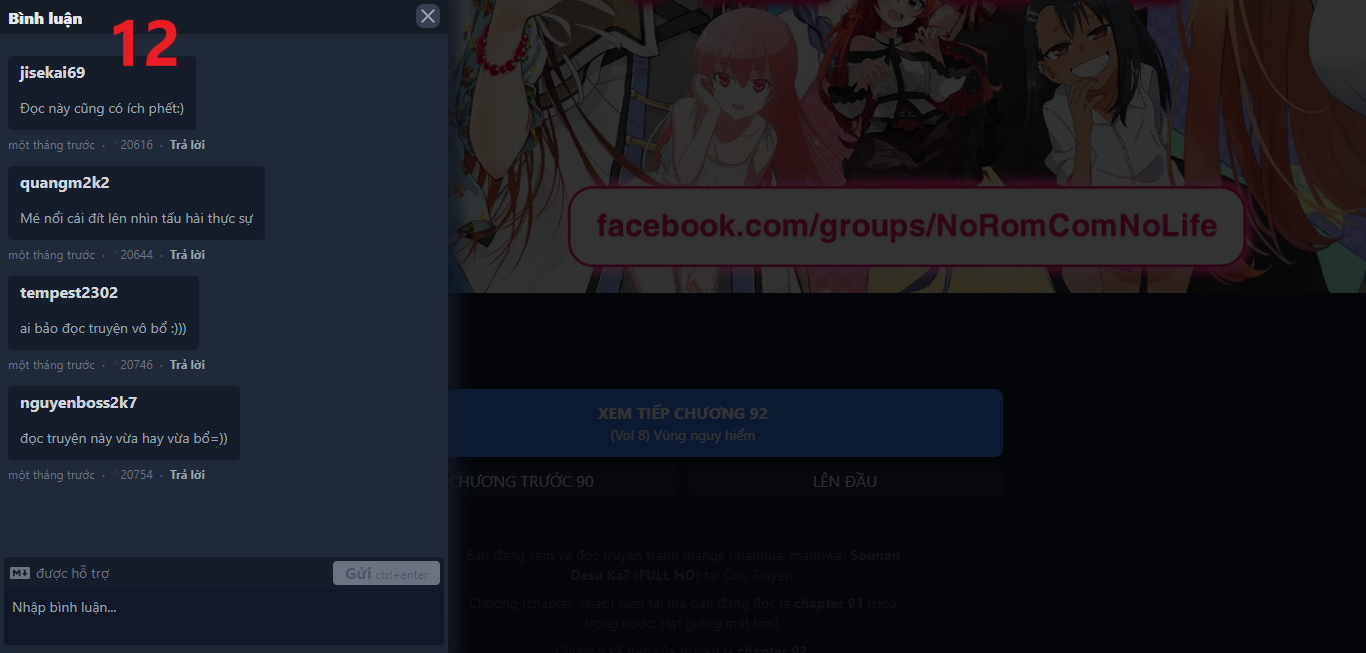 Bình luận
12
jisekai69
Đọc này cũng có ích phết:)
một tháng trước · ^20616 · Trả lời
quangm2k2
Mé nổi cái đít lên nhìn tấu hài thực sự
một tháng trước · ^20644 · Trả lời
tempest2302
ai bảo đọc truyện vô bổ :)))
một tháng trước · ^20746 · Trả lời
nguyenboss2k7
đọc truyện này vừa hay vừa bổ=))
một tháng trước · ^20754 · Trả lời
M↓ được hỗ trợ
Gửi ctrl+enter
Nhập bình luận...
facebook.com/groups/NoRomComNoLife
XEM TIẾP CHƯƠNG 92
(Vol 8) Vùng nguy hiểm
CHƯƠNG TRƯỚC 90
LÊN ĐẦU
Bạn đang xem và đọc truyện tranh manga (manhua, manhwa) Sounan
Desu Ka? (FULL HD) tại Cứu Truyện.
Chương (chapter, chap) hiện tại mà bạn đang đọc là chapter 91 (Hoa
trong nước: Hạt giống mặt trời).
chapter 92